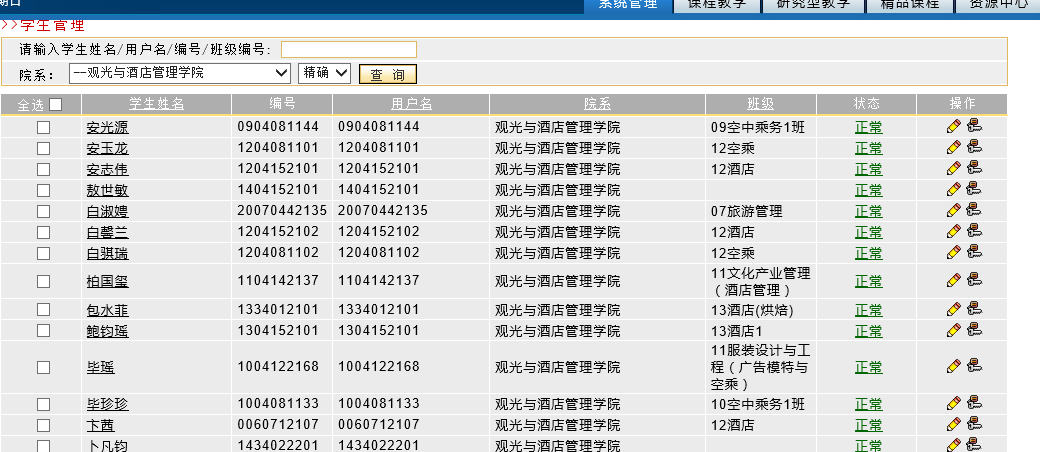 期日
系统管理 课程教学 研究型教学 精品课程 资源中心
>>学生管理
请输入学生姓名/用户名/编号/班级编号:
院系： --观光与酒店管理学院 精确 查 询
全选 学生姓名 编号 用户名 院系 班级 状态 操作
安光源 0904081144 0904081144 观光与酒店管理学院 09空中乘务1班 正常
安玉龙 1204081101 1204081101 观光与酒店管理学院 12空乘 正常
安志伟 1204152101 1204152101 观光与酒店管理学院 12酒店 正常
敖世敏 1404152101 1404152101 观光与酒店管理学院 正常
白淑娉 20070442135 20070442135 观光与酒店管理学院 07旅游管理 正常
白馨兰 1204152102 1204152102 观光与酒店管理学院 12酒店 正常
白骐瑞 1204081102 1204081102 观光与酒店管理学院 12空乘 正常
柏国玺 1104142137 1104142137 观光与酒店管理学院 11文化产业管理 正常
（酒店管理）
包水菲 1334012101 1334012101 观光与酒店管理学院 13酒店(烘焙) 正常
鲍钧瑶 1304152101 1304152101 观光与酒店管理学院 13酒店1 正常
11服装设计与工
毕瑶 1004122168 1004122168 观光与酒店管理学院 程（广告模特与 正常
空乘）
毕珍珍 1004081133 1004081133 观光与酒店管理学院 10空中乘务1班 正常
卞茜 0060712107 0060712107 观光与酒店管理学院 12酒店 正常
卜凡钧 1434022201 1434022201 观光与酒店管理学院 正常